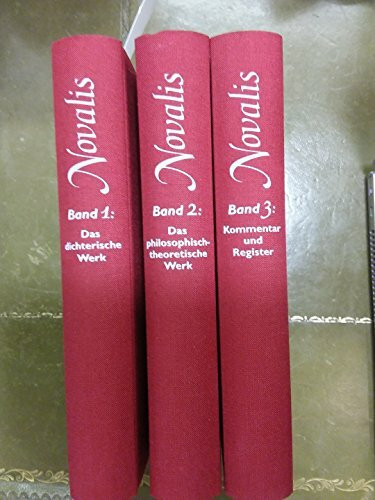 Novalis
Band 1:
Das
dichterische
Werk
Novalis
Band 2:
Das
philosophisch-
theoretische
Werk
Novalis
Band 3:
Kommentar
und
Register